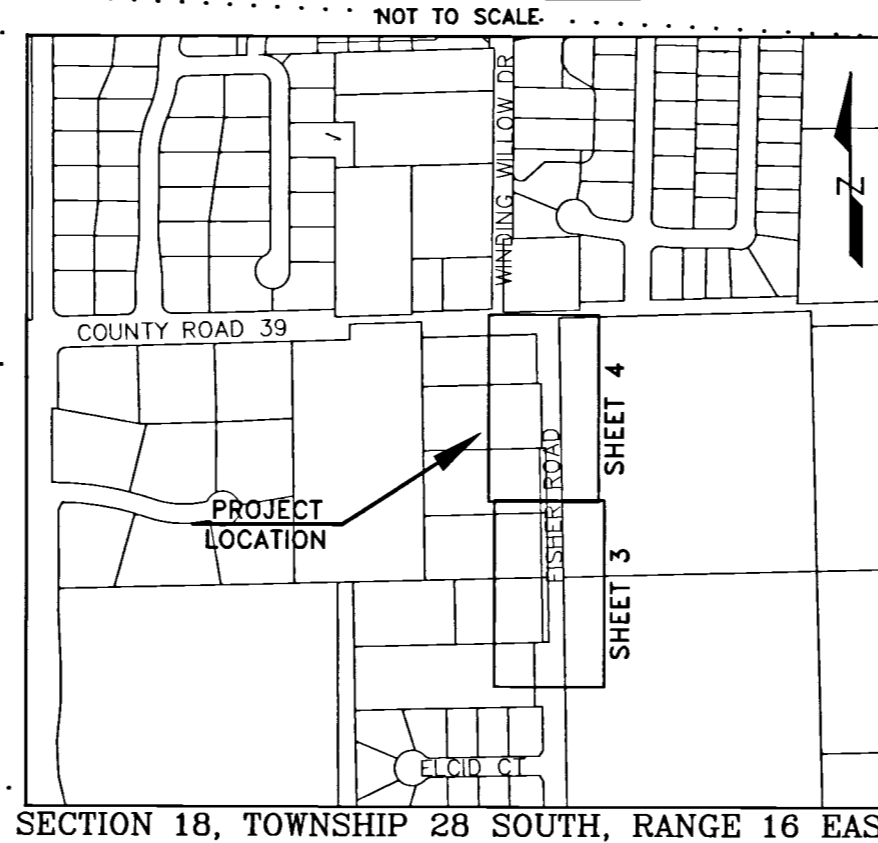 NOT TO SCALE
WINDING WILLOW DR
Z
COUNTY ROAD 39
SHEET 4
FISHER ROAD
PROJECT
LOCATION
SHEET 3
ELCID CT
SECTION 18, TOWNSHIP 28 SOUTH, RANGE 16 EAS